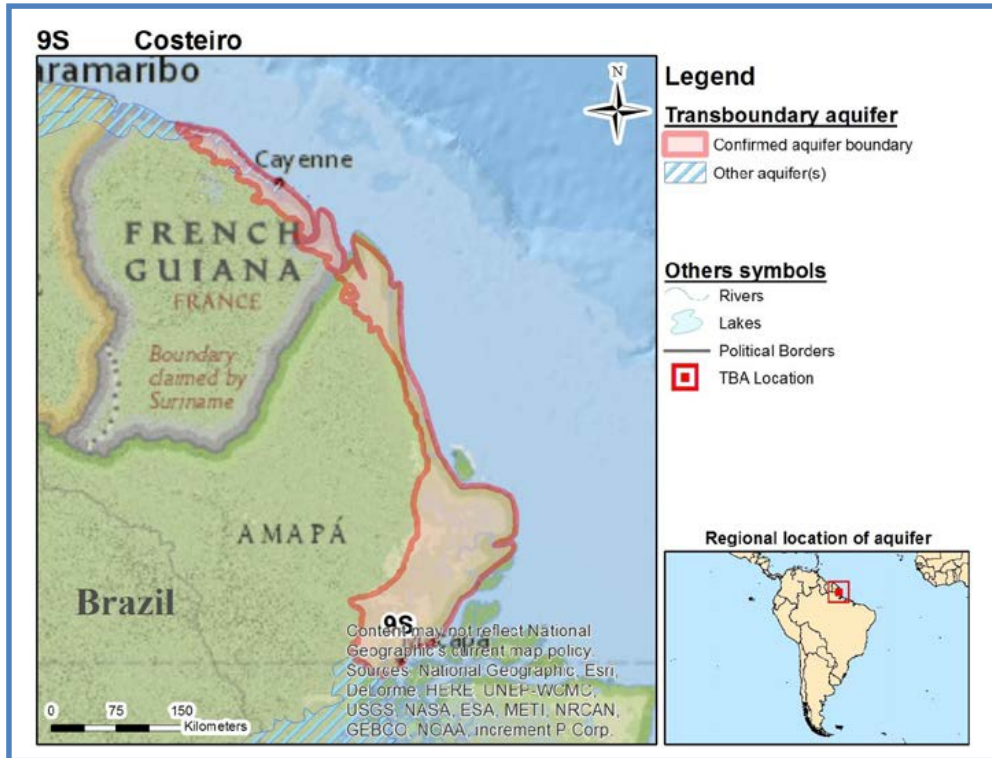 9S Costeiro
aramaribo
Cayenne
FRENCH
GUIANA
FRANCE
Boundary
claimed by
Suriname
AMAPÁ
Brazil
9S
Content may not reflect National
Geographic's current map policy.
Sources: National Geographic, Esri,
DeLorme, HERE, UNEP-WCMC,
USGS, NASA, ESA, METI, NRCAN,
GEBCO, NOAA, increment P Corp.
0 75 150
Kilometers
N
Legend
Transboundary aquifer
Confirmed aquifer boundary
Other aquifer(s)
Others symbols
Rivers
Lakes
Political Borders
TBA Location
Regional location of aquifer